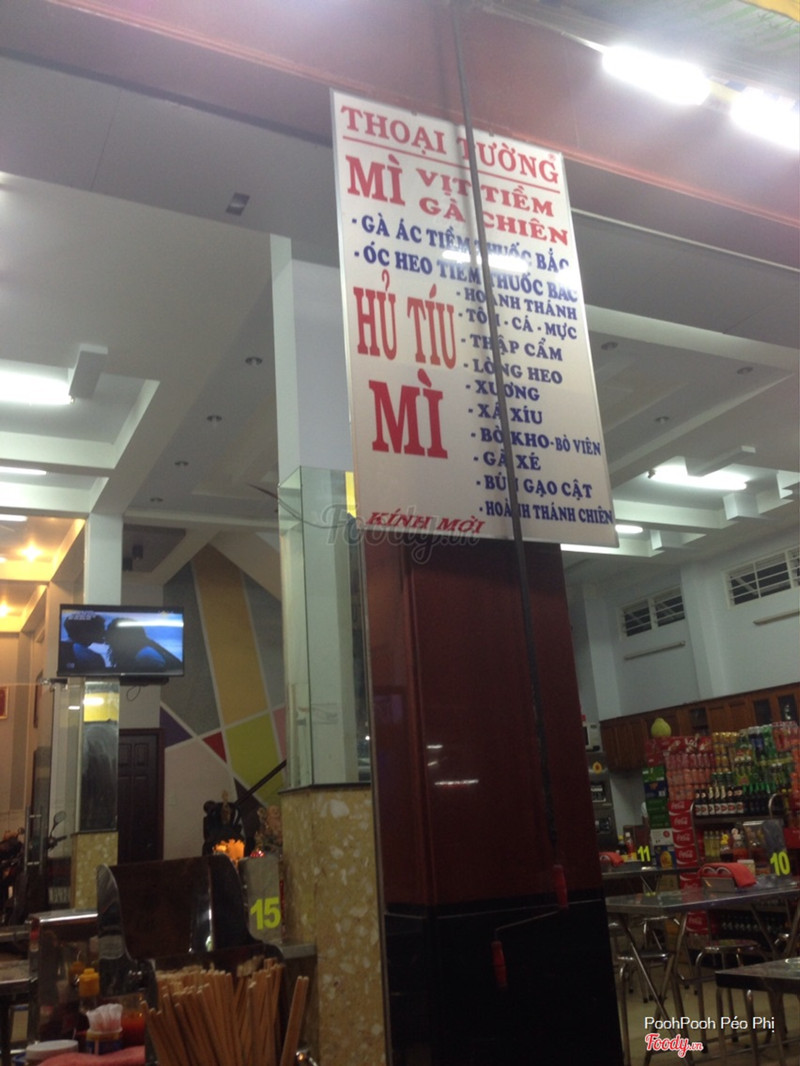 THOẠI TƯỜNG
MÌ VỊT TIỀM
GÀ CHIÊN
- GÀ ÁC TIỀM THUỐC BẮC
- ÓC HEO TIỀM THUỐC BẮC
HỦ TÍU
MÌ
- HOÀNH THÁNH
- TÔM - CÁ - MỰC
- THẬP CẨM
- LÒNG HEO
- XƯƠNG
- XÁ XÍU
- BÒ KHO - BÒ VIÊN
- GÀ XÉ
- BÚN GẠO CẬT
- HOÀNH THÁNH CHIÊN
KÍNH MỜI
Foody.vn
15
11
10
PoohPooh Péo Phị
Foody.vn